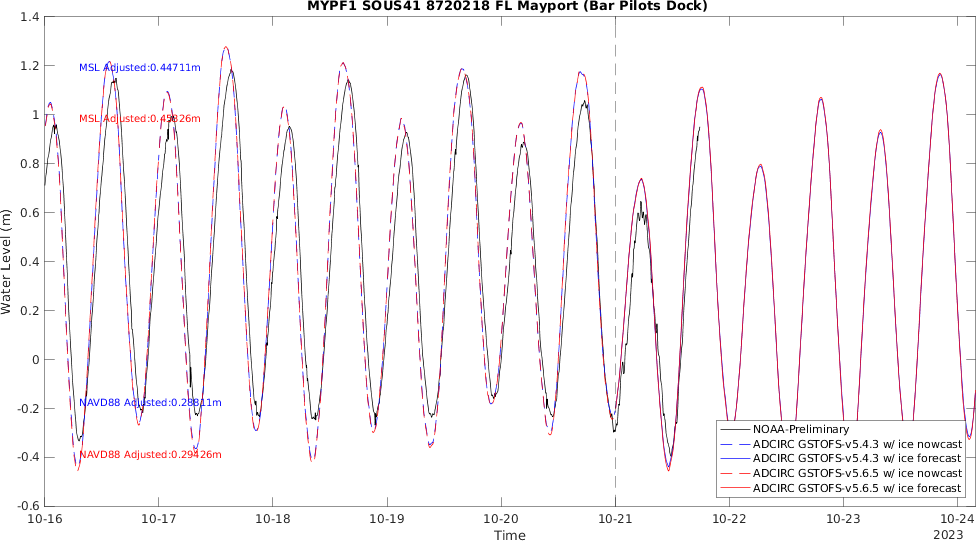 MYPF1 SOUS41 8720218 FL Mayport (Bar Pilots Dock)
1.4
1.2
1
0.8
0.6
0.4
0.2
0
-0.2
-0.4
-0.6
Water Level (m)
MSL Adjusted:0.44711m
MSL Adjusted:0.45326m
NAVD88 Adjusted:0.28811m
NAVD88 Adjusted:0.29426m
NOAA-Preliminary
ADCIRC GSTOFS-v5.4.3 w/ ice nowcast
ADCIRC GSTOFS-v5.4.3 w/ ice forecast
ADCIRC GSTOFS-v5.6.5 w/ ice nowcast
ADCIRC GSTOFS-v5.6.5 w/ ice forecast
10-16 10-17 10-18 10-19 10-20 10-21 10-22 10-23 10-24
Time
2023